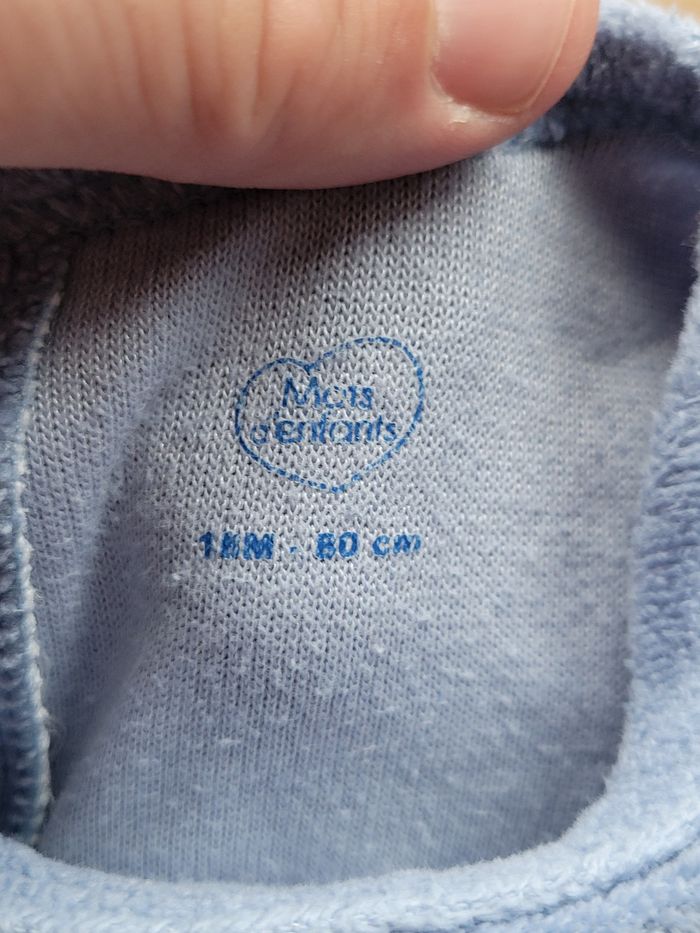 Mots
d'enfants
18M - 80 cm